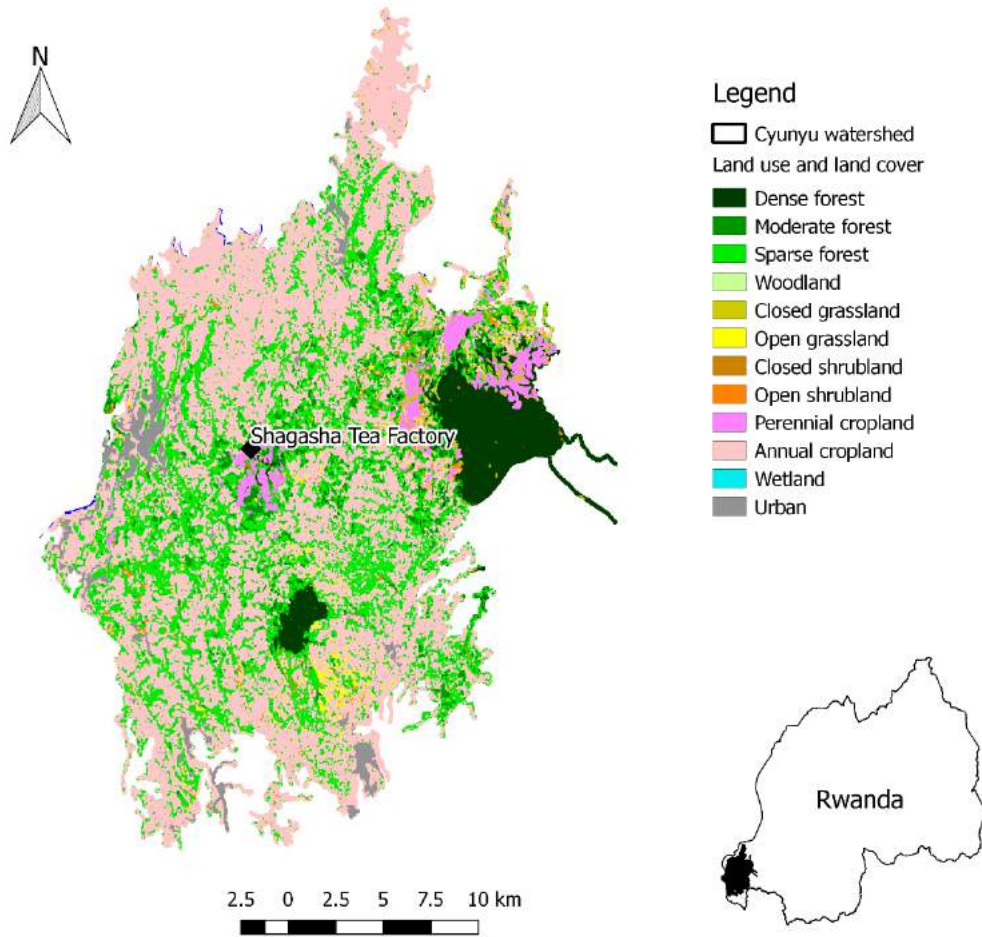 N
Shagasha Tea Factory
Legend
Cyunyu watershed
Land use and land cover
Dense forest
Moderate forest
Sparse forest
Woodland
Closed grassland
Open grassland
Closed shrubland
Open shrubland
Perennial cropland
Annual cropland
Wetland
Urban
Rwanda
2.5 0 2.5 5 7.5 10 km